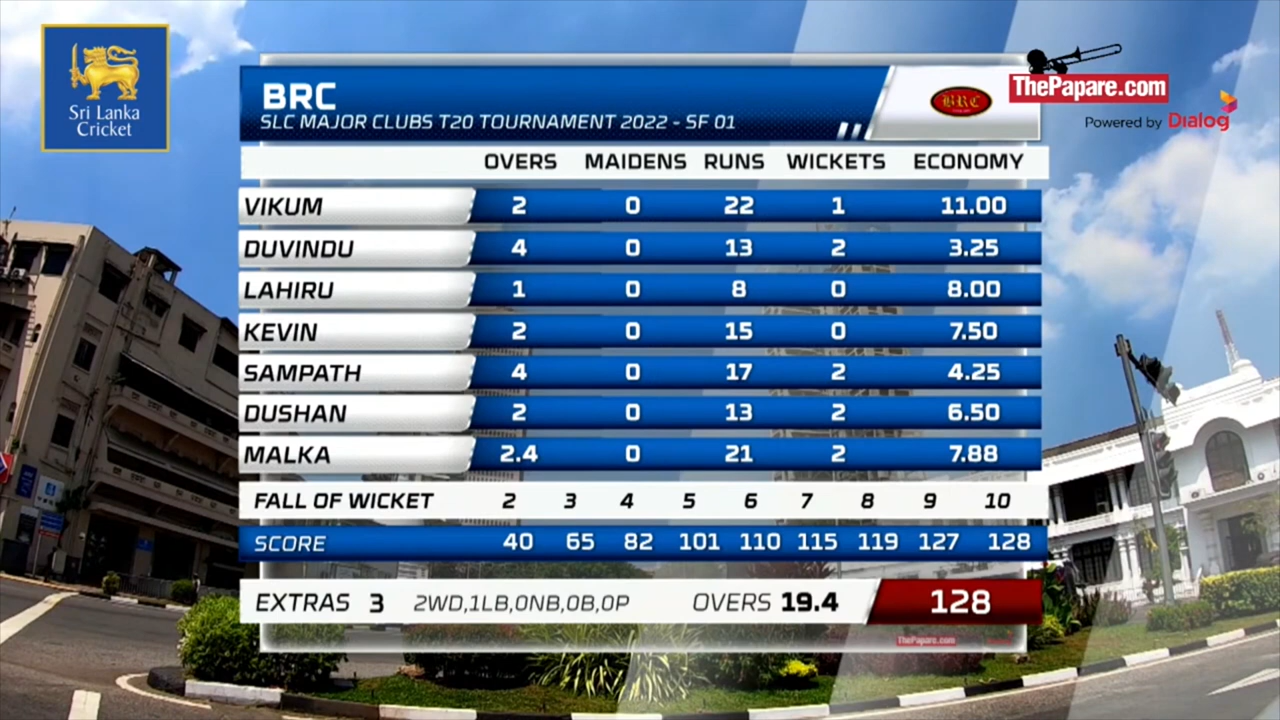 Sri Lanka
Cricket
BRC
SLC MAJOR CLUBS T20 TOURNAMENT 2022 - SF 01
BRC
ThePapare.com
Powered by Dialog
OVERS MAIDENS RUNS WICKETS ECONOMY
VIKUM 2 0 22 1 11.00
DUVINDU 4 0 13 2 3.25
LAHIRU 1 0 8 0 8.00
KEVIN 2 0 15 0 7.50
SAMPATH 4 0 17 2 4.25
DUSHAN 2 0 13 2 6.50
MALKA 2.4 0 21 2 7.88
FALL OF WICKET 2 3 4 5 6 7 8 9 10
SCORE 40 65 82 101 110 115 119 127 128
EXTRAS 3 2WD,1LB,0NB,0B,0P OVERS 19.4 128
ThePapare.com